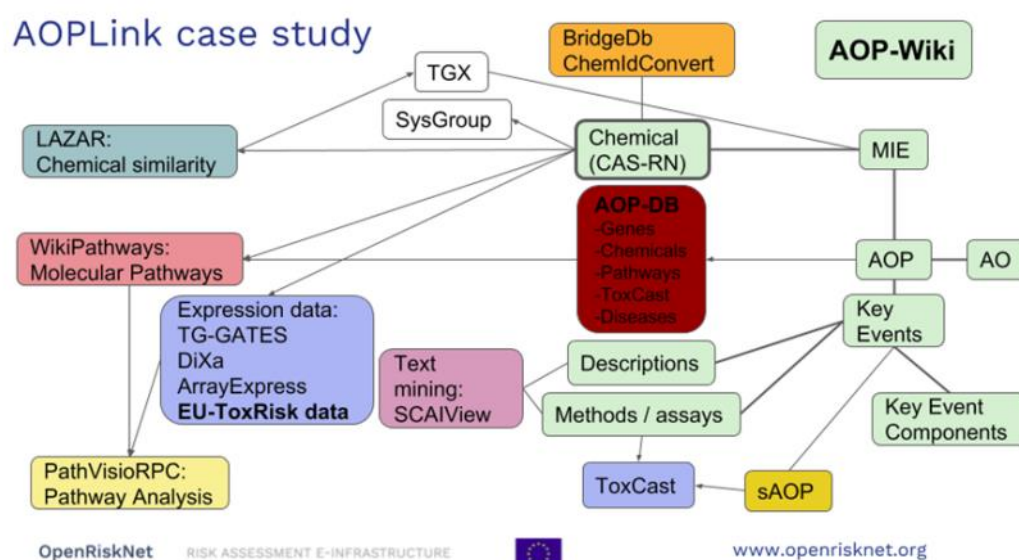 AOPLink case study
BridgeDb
ChemIdConvert
AOP-Wiki
TGX
SysGroup
LAZAR:
Chemical similarity
Chemical
(CAS-RN)
MIE
AOP-DB
-Genes
-Chemicals
-Pathways
-ToxCast
-Diseases
WikiPathways:
Molecular Pathways
AOP
AO
Expression data:
TG-GATES
DiXa
ArrayExpress
EU-ToxRisk data
Key
Events
Text
mining:
SCAIView
Descriptions
Methods / assays
Key Event
Components
PathVisioRPC:
Pathway Analysis
ToxCast
sAOP
OpenRiskNet
RISK ASSESSMENT E-INFRASTRUCTURE
www.openrisknet.org